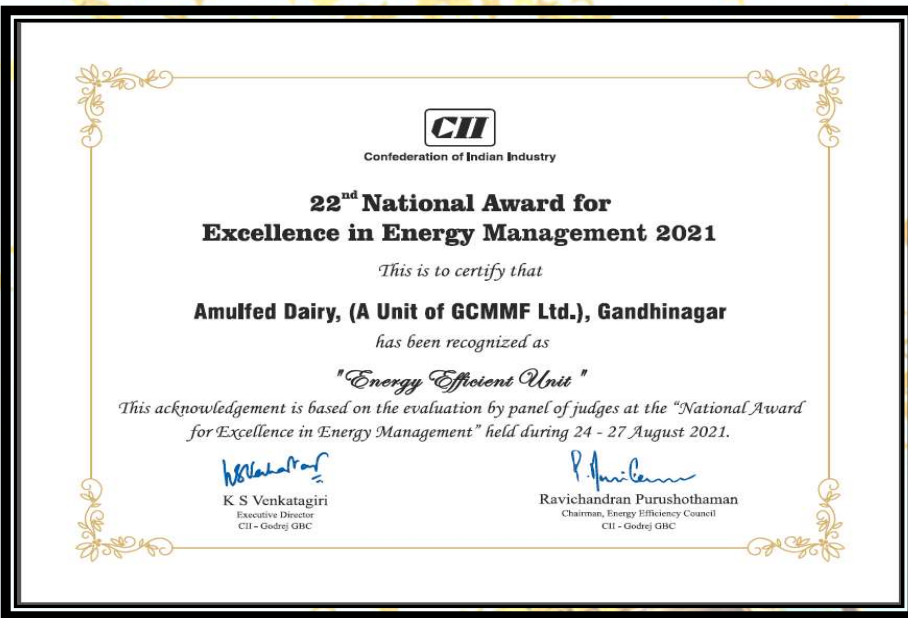 CII
Confederation of Indian Industry
22nd National Award for
Excellence in Energy Management 2021
This is to certify that
Amulfed Dairy, (A Unit of GCMMF Ltd.), Gandhinagar
has been recognized as
"Energy Efficient Unit"
This acknowledgement is based on the evaluation by panel of judges at the “National Award
for Excellence in Energy Management” held during 24 - 27 August 2021.
K S Venkatagiri
Executive Director
CII – Godrej GBC
Ravichandran Purushothaman
Chairman, Energy Efficiency Council
CII - Godrej GBC